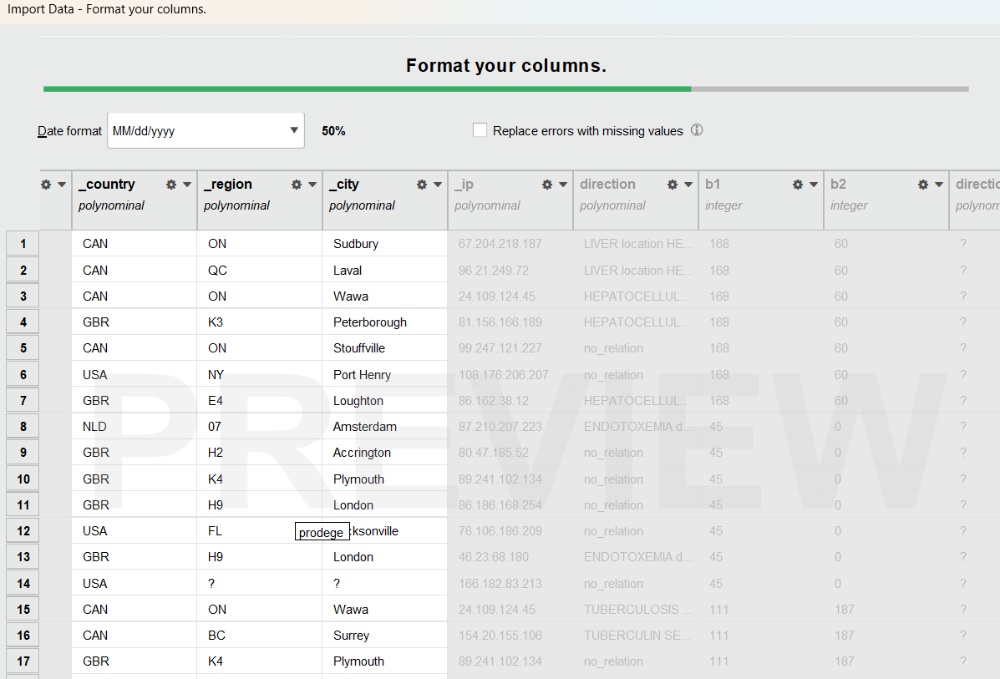 Import Data - Format your columns.
Format your columns.
Date format MM/dd/yyyy 50% Replace errors with missing values
_country _region _city _ip direction b1 b2 directio
polynominal polynominal polynominal polynominal polynominal integer integer polynom
1 CAN ON Sudbury 67.204.218.187 LIVER location HE... 168 60 ?
2 CAN QC Laval 96.21.249.72 LIVER location HE... 168 60 ?
3 CAN ON Wawa 24.109.124.45 HEPATOCELLUL... 168 60 ?
4 GBR K3 Peterborough 81.156.166.189 HEPATOCELLUL... 168 60 ?
5 CAN ON Stouffville 99.247.121.227 no_relation 168 60 ?
6 USA NY Port Henry 108.176.206.207 no_relation 168 60 ?
7 GBR E4 Loughton 86.162.38.12 HEPATOCELLUL... 168 60 ?
8 NLD 07 Amsterdam 87.210.207.223 ENDOTOXEMIA d... 45 0 ?
9 GBR H2 Accrington 80.47.185.52 no_relation 45 0 ?
10 GBR K4 Plymouth 89.241.102.134 no_relation 45 0 ?
11 GBR H9 London 86.186.168.254 no_relation 45 0 ?
12 USA FL prodege cksonville 76.106.186.209 no_relation 45 0 ?
13 GBR H9 London 46.23.68.180 ENDOTOXEMIA d... 45 0 ?
14 USA ? ? 166.182.83.213 no_relation 45 0 ?
15 CAN ON Wawa 24.109.124.45 TUBERCULOSIS ... 111 187 ?
16 CAN BC Surrey 154.20.155.106 TUBERCULIN SE... 111 187 ?
17 GBR K4 Plymouth 89.241.102.134 no_relation 111 187 ?
PREVIEW